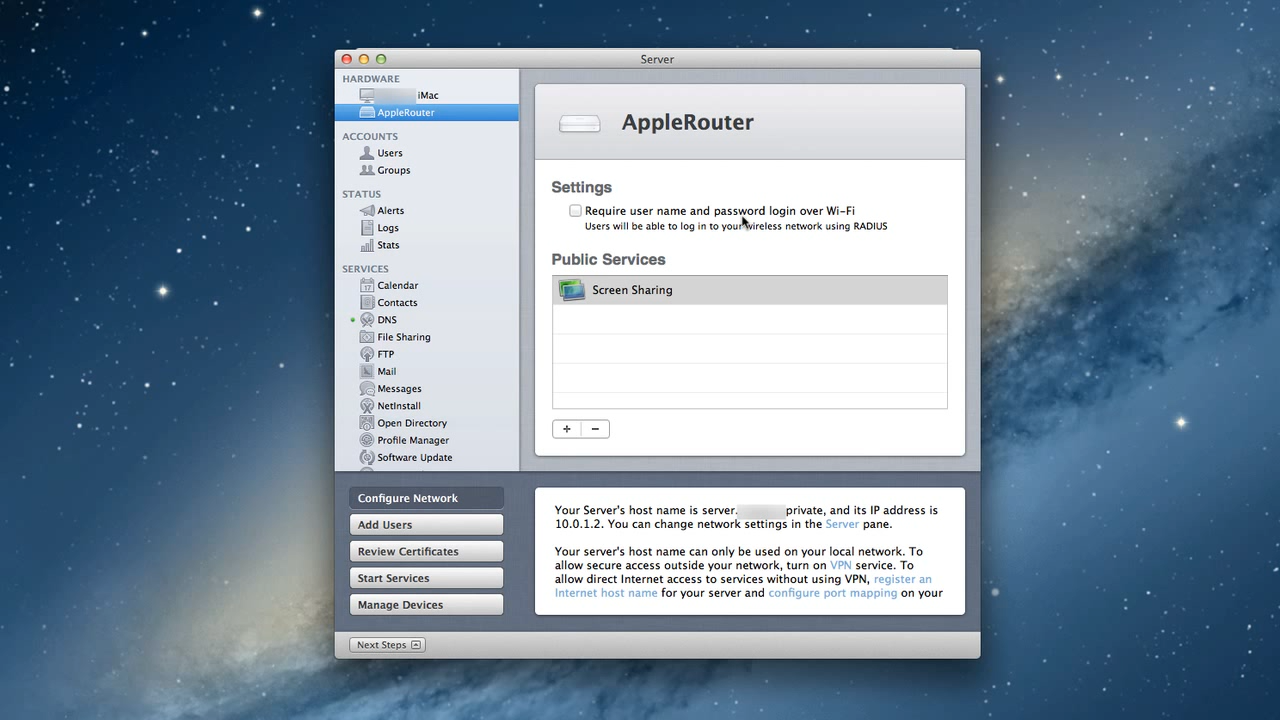 Server
HARDWARE
iMac
AppleRouter
ACCOUNTS
Users
Groups
STATUS
Alerts
Logs
Stats
SERVICES
Calendar
Contacts
DNS
File Sharing
FTP
Mail
Messages
NetInstall
Open Directory
Profile Manager
Software Update
AppleRouter
Settings
Require user name and password login over Wi-Fi
Users will be able to log in to your wireless network using RADIUS
Public Services
Screen Sharing
Configure Network
Add Users
Review Certificates
Start Services
Manage Devices
Your Server's host name is server. private, and its IP address is
10.0.1.2. You can change network settings in the Server pane.
Your server's host name can only be used on your local network. To
allow secure access outside your network, turn on VPN service. To
allow direct Internet access to services without using VPN, register an
Internet host name for your server and configure port mapping on your
Next Steps